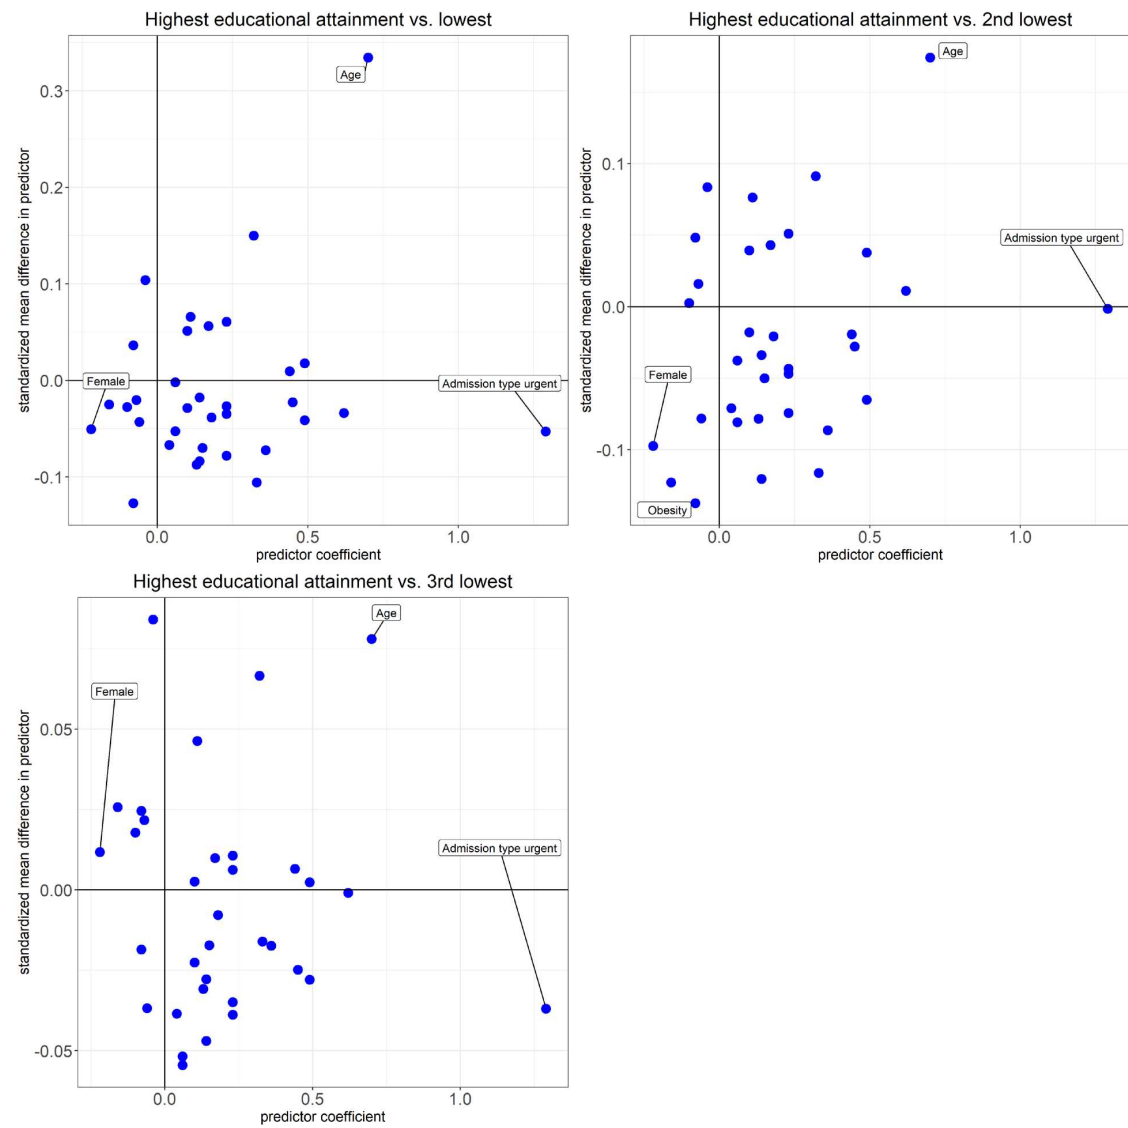 Highest educational attainment vs. lowest
standardized mean difference in predictor
0.3
0.2
0.1
0.0
-0.1
Age
Female
Admission type urgent
0.0 0.5 1.0
predictor coefficient
Highest educational attainment vs. 2nd lowest
standardized mean difference in predictor
0.1
0.0
-0.1
Age
Admission type urgent
Female
Obesity
0.0 0.5 1.0
predictor coefficient
Highest educational attainment vs. 3rd lowest
standardized mean difference in predictor
0.05
0.00
-0.05
Age
Female
Admission type urgent
0.0 0.5 1.0
predictor coefficient